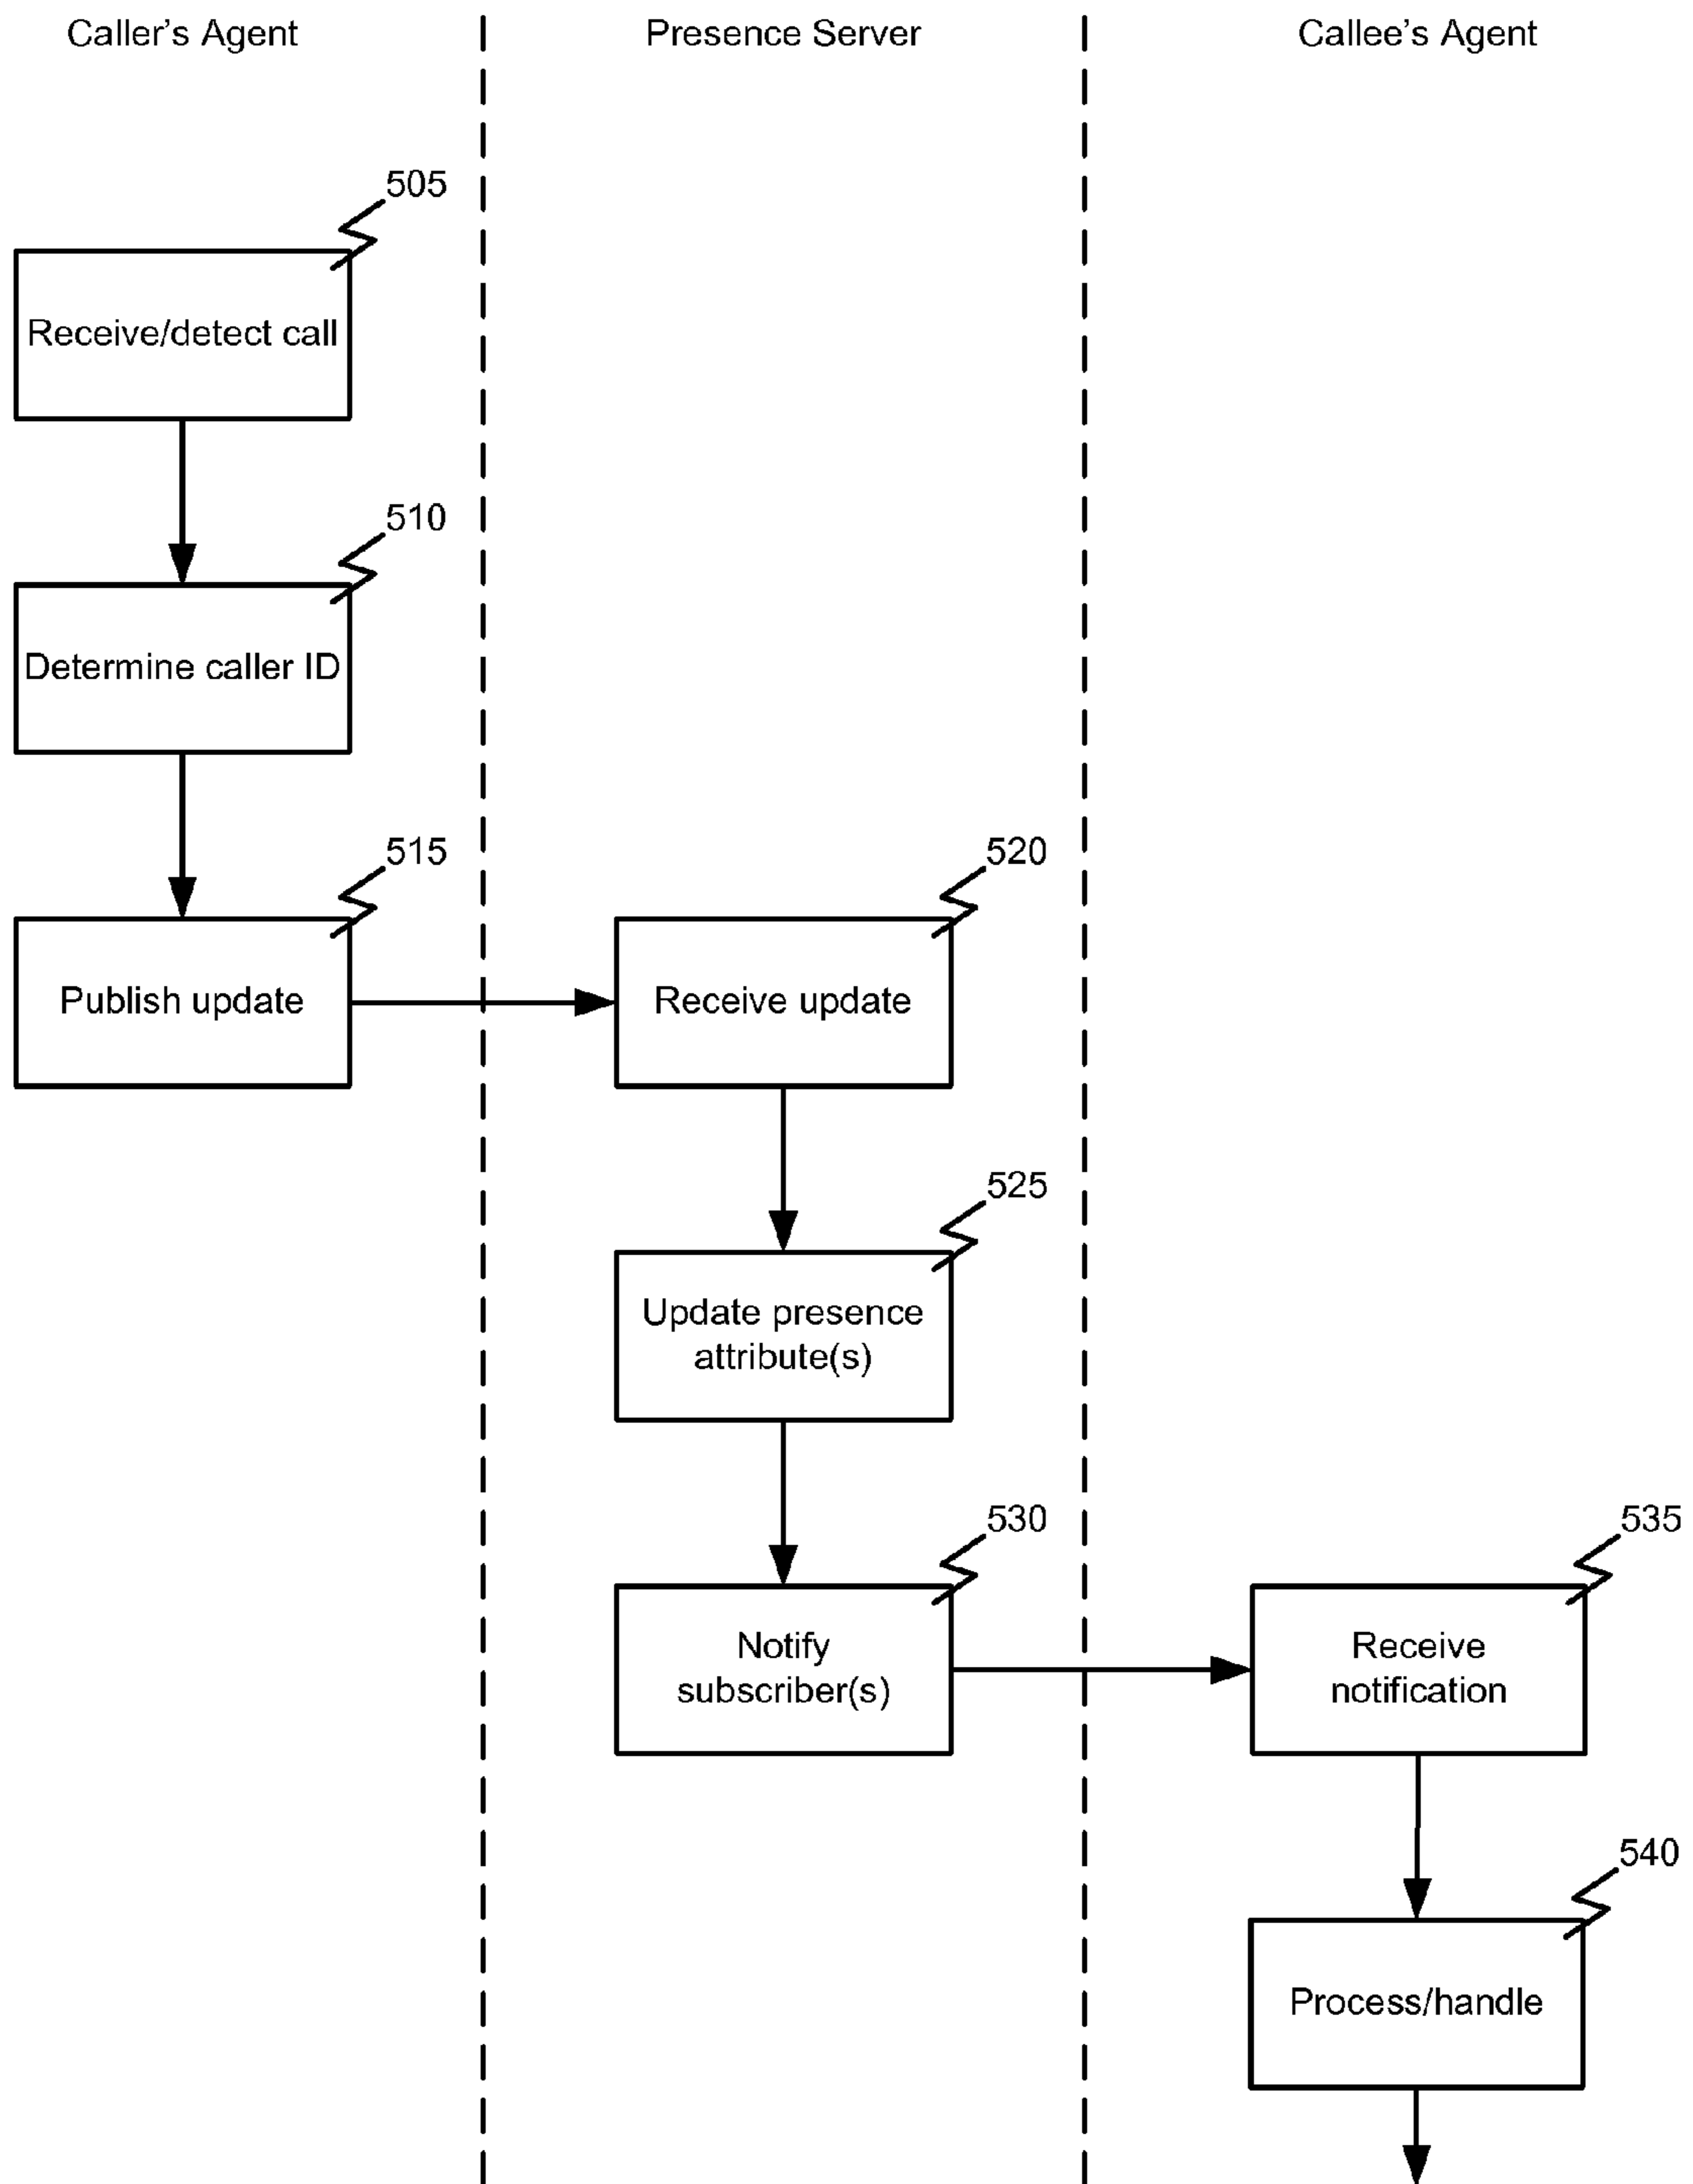 Caller's Agent
Presence Server
Callee's Agent
505
Receive/detect call
510
Determine caller ID
515
Publish update
520
Receive update
525
Update presence
attribute(s)
530
Notify
subscriber(s)
535
Receive
notification
540
Process/handle